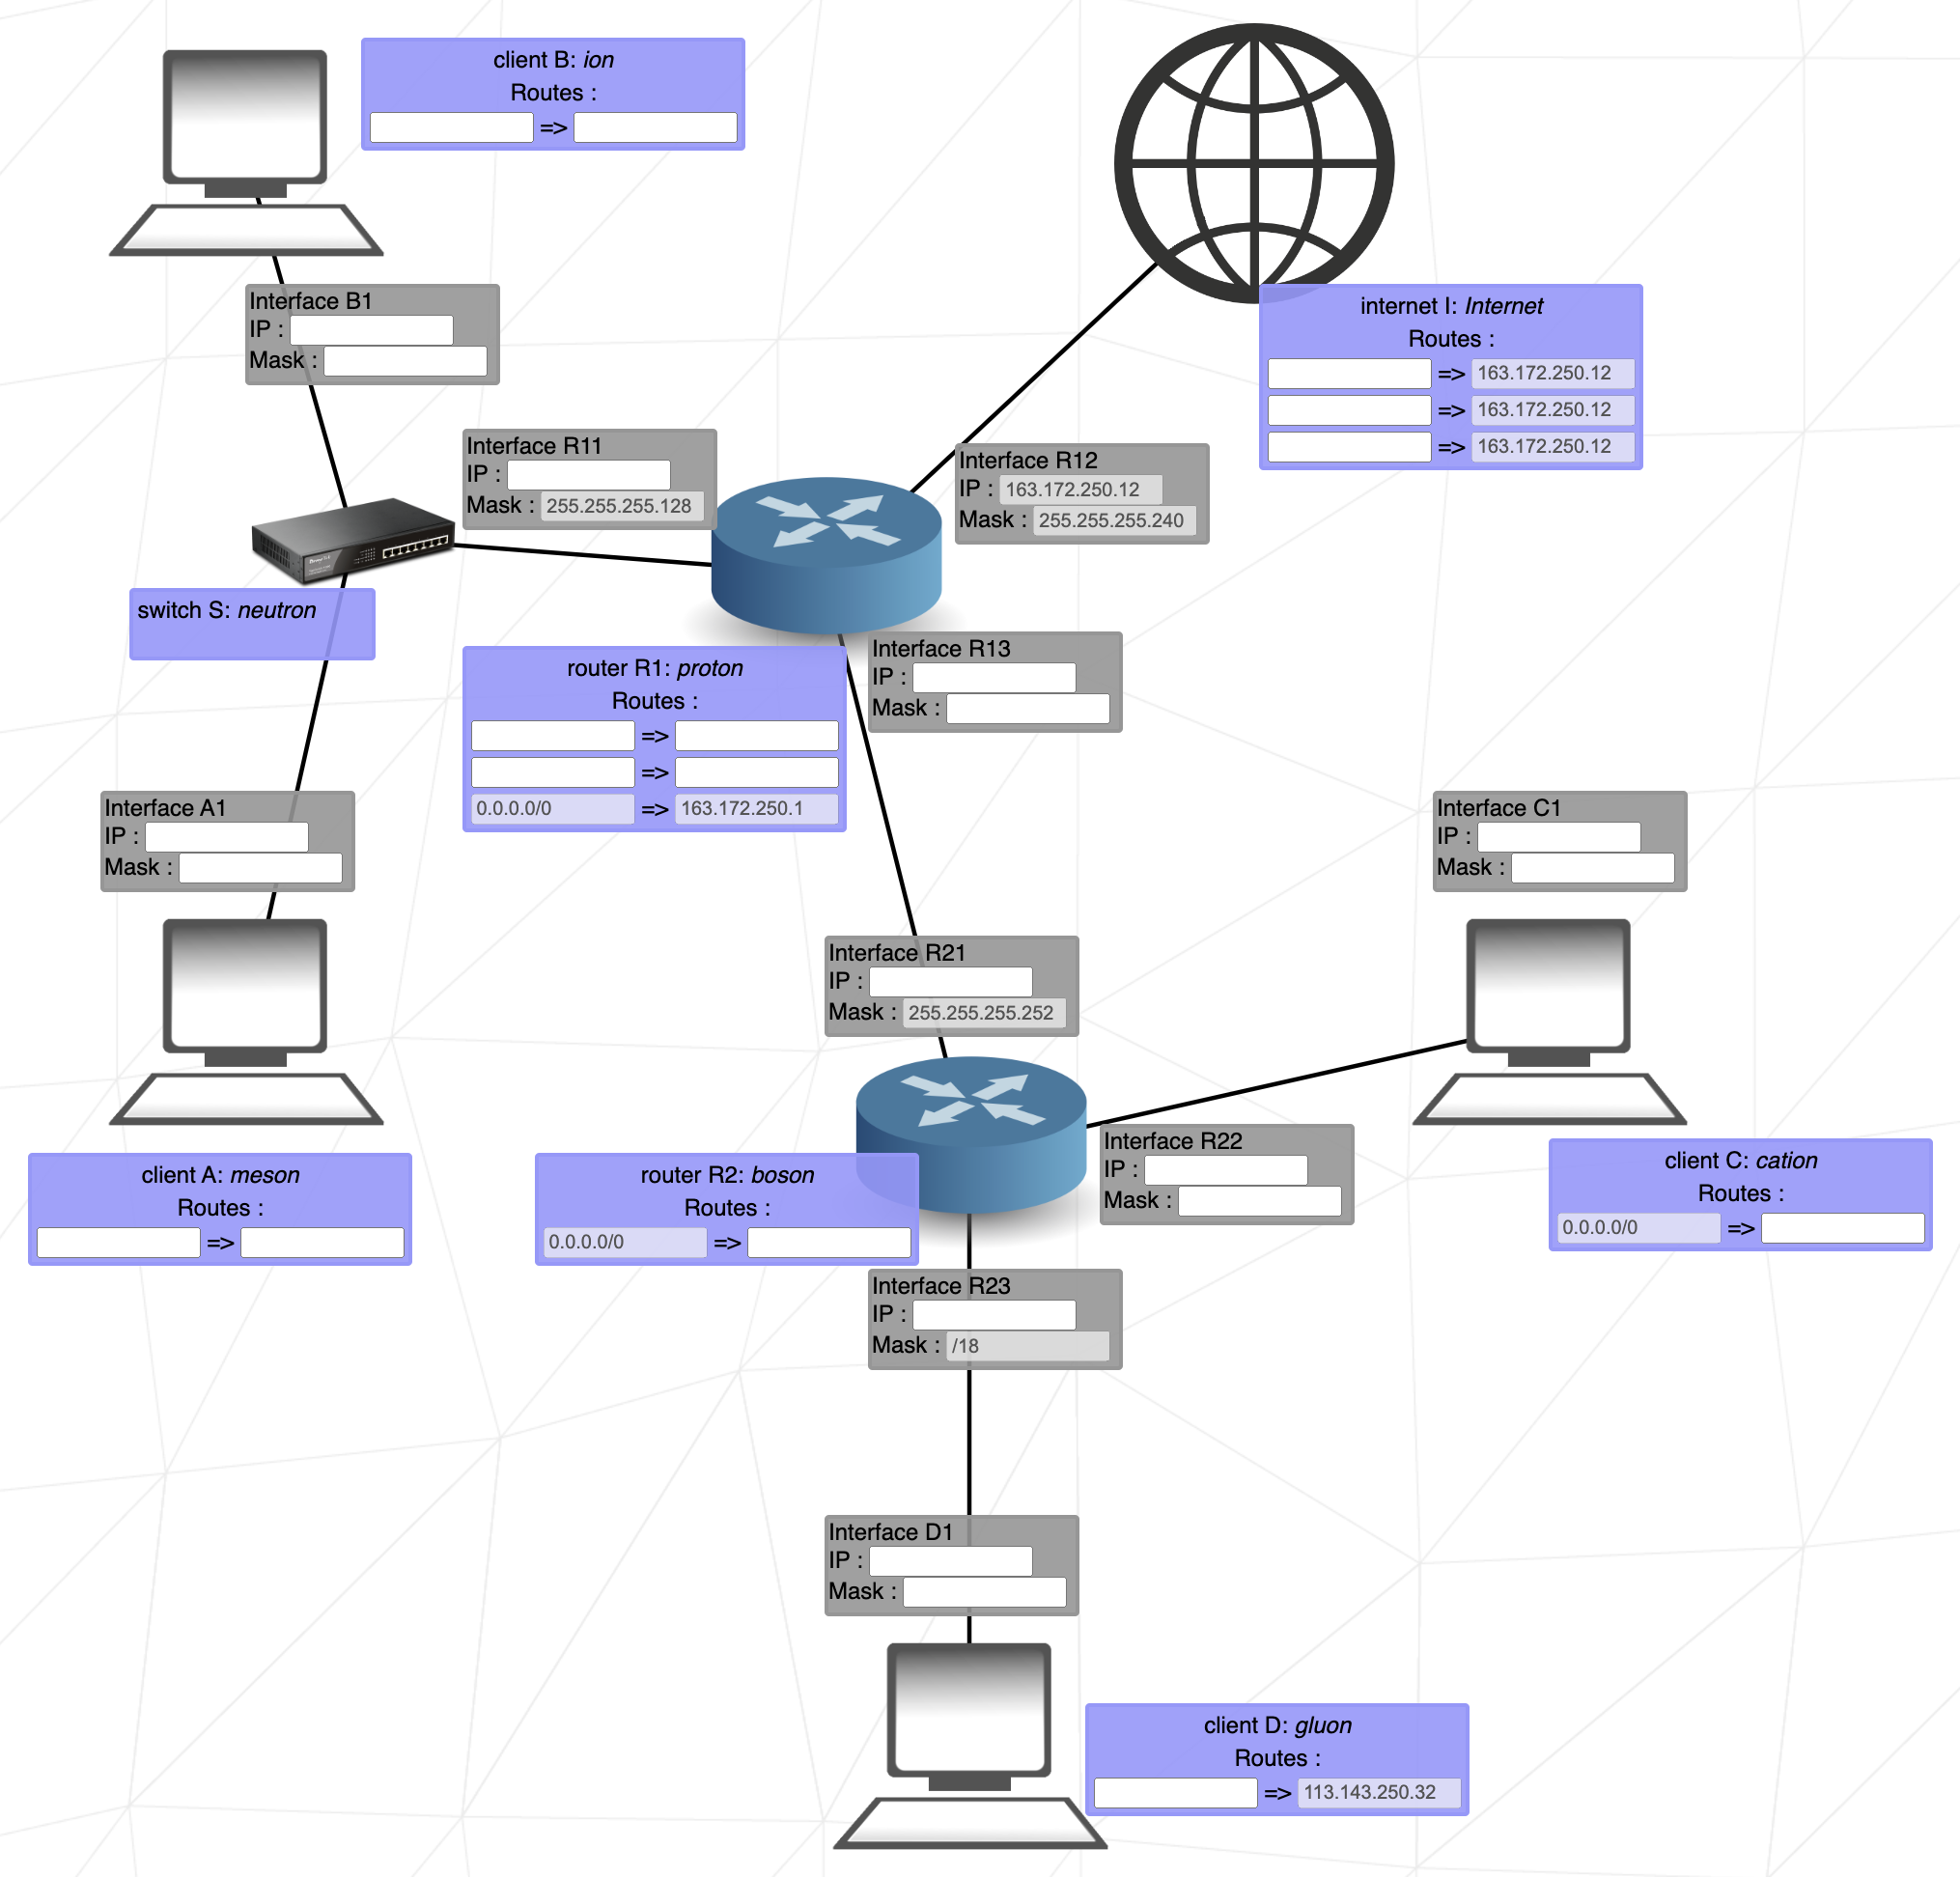 client B: ion
Routes :
=>
Interface B1
IP :
Mask :
internet I: Internet
Routes :
=> 163.172.250.12
=> 163.172.250.12
=> 163.172.250.12
Interface R11
IP :
Mask : 255.255.255.128
Interface R12
IP : 163.172.250.12
Mask : 255.255.255.240
switch S: neutron
router R1: proton
Routes :
=>
=>
0.0.0.0/0 => 163.172.250.1
Interface R13
IP :
Mask :
Interface A1
IP :
Mask :
Interface C1
IP :
Mask :
Interface R21
IP :
Mask : 255.255.255.252
client A: meson
Routes :
=>
router R2: boson
Routes :
0.0.0.0/0 =>
Interface R22
IP :
Mask :
client C: cation
Routes :
0.0.0.0/0 =>
Interface R23
IP :
Mask : /18
Interface D1
IP :
Mask :
client D: gluon
Routes :
=> 113.143.250.32